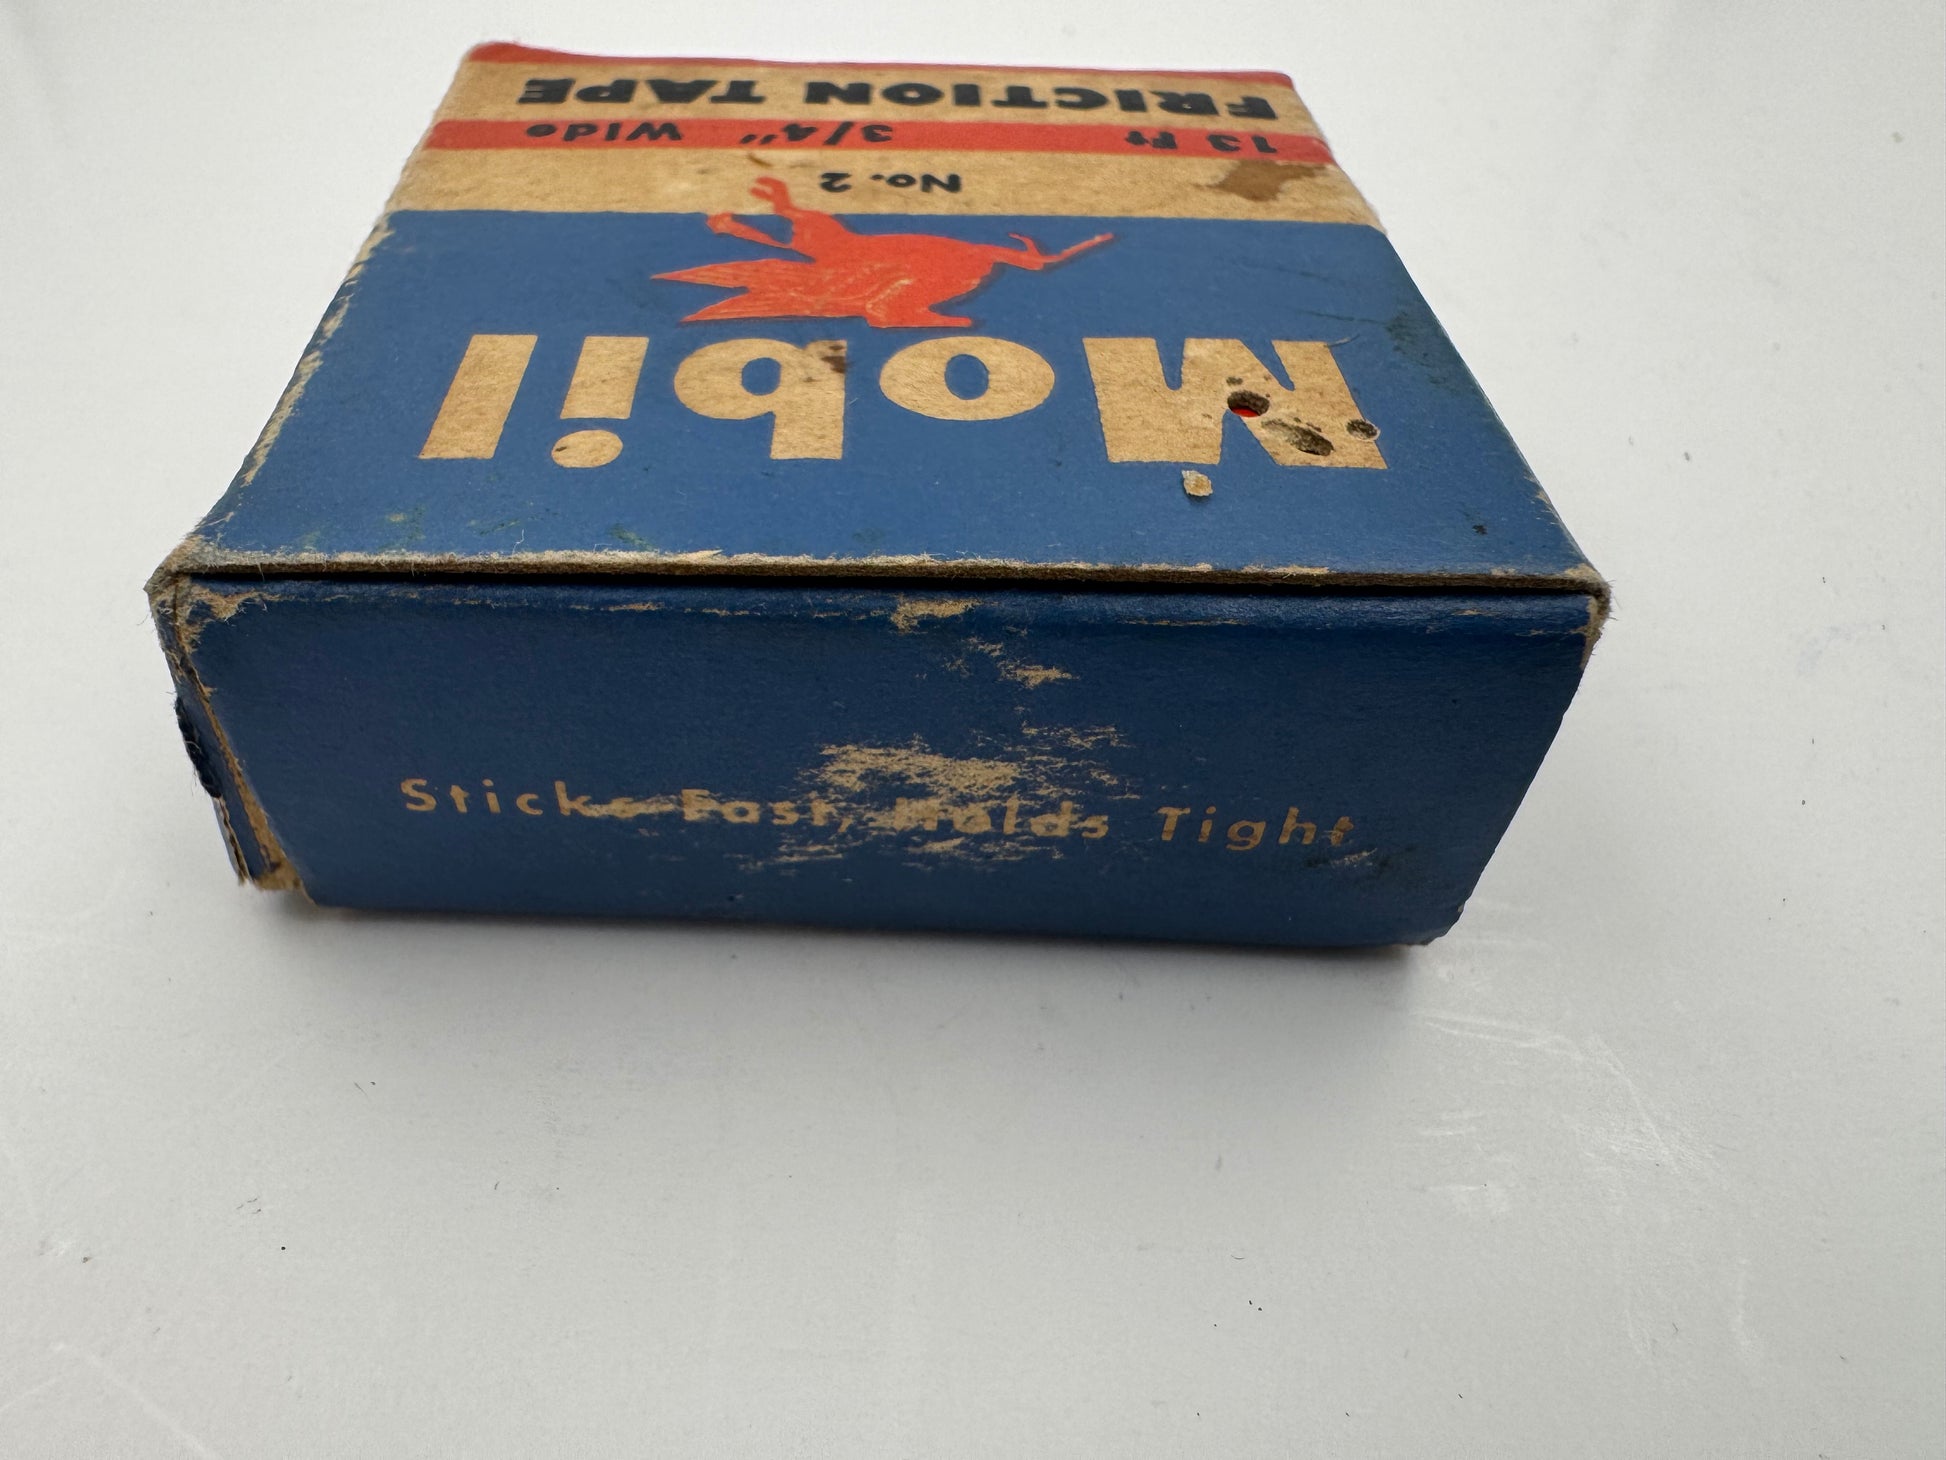 Mobil
No. 2
13 Ft 3/4" Wide
FRICTION TAPE
Sticks Fast, Holds Tight